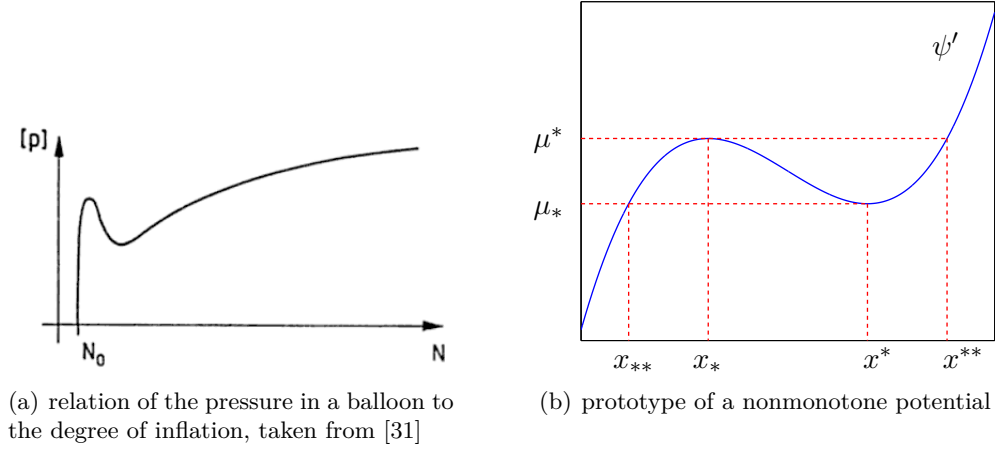 [p]
N₀
N
ψ′
μ*
μ∗
x∗∗
x∗
x*
x**
(a) relation of the pressure in a balloon to
the degree of inflation, taken from [31]
(b) prototype of a nonmonotone potential